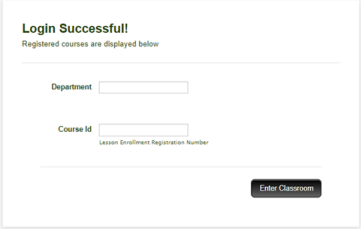 Login Successful!
Registered courses are displayed below
Department
Course Id
Lesson Enrollment Registration Number
Enter Classroom